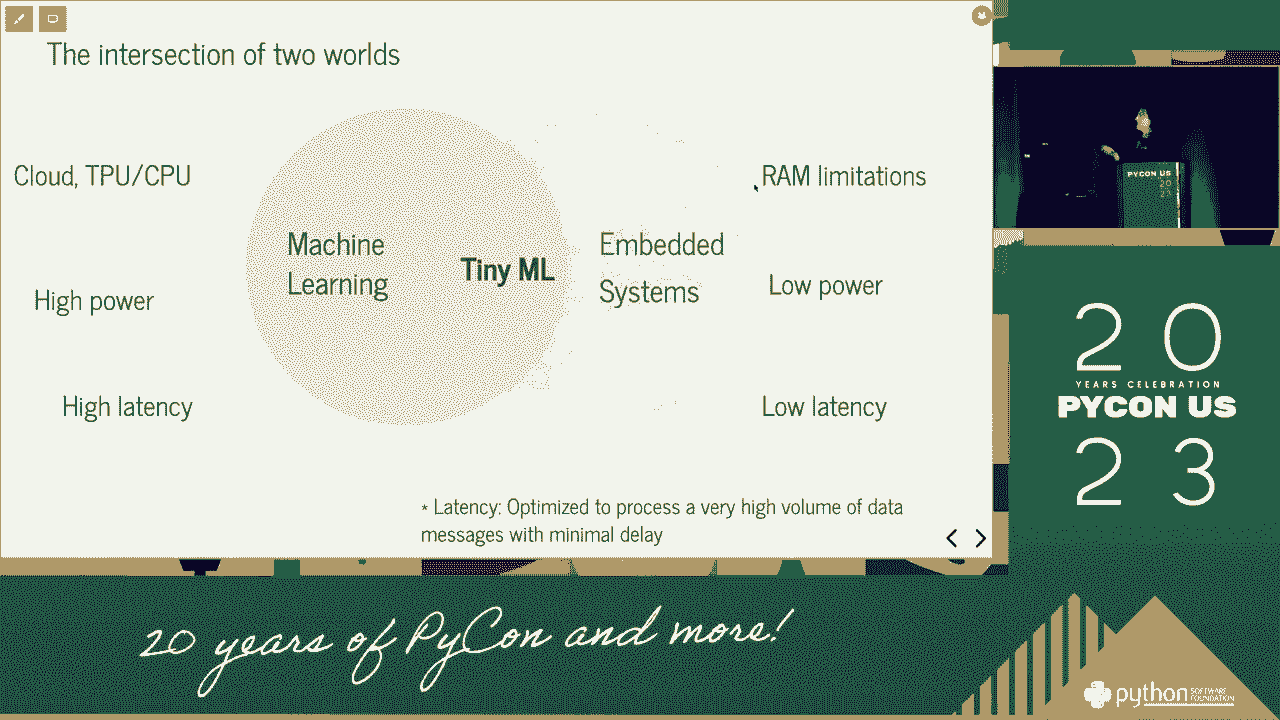 The intersection of two worlds
Cloud, TPU/CPU
High power
High latency
Machine
Learning
Tiny ML
Embedded
Systems
RAM limitations
Low power
Low latency
* Latency: Optimized to process a very high volume of data
messages with minimal delay
PYCON US
20
23
20
YEARS CELEBRATION
PYCON US
23
20 years of PyCon and more!
python
SOFTWARE
FOUNDATION